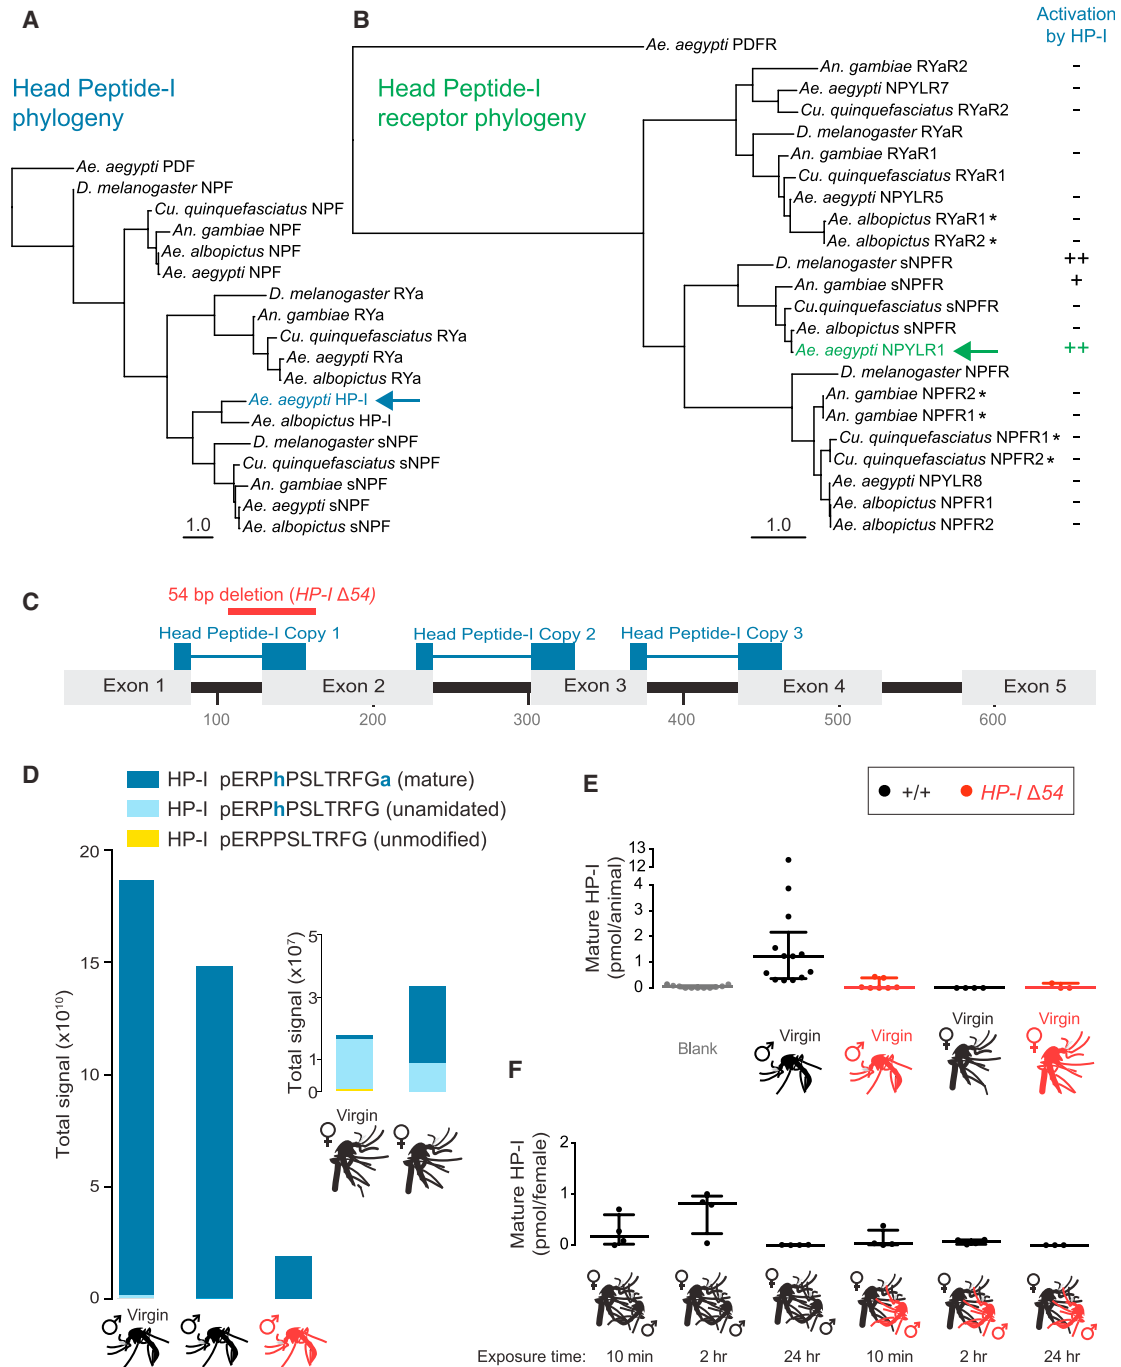 A
Head Peptide-I
phylogeny
Ae. aegypti PDF
D. melanogaster NPF
Cu. quinquefasciatus NPF
An. gambiae NPF
Ae. albopictus NPF
Ae. aegypti NPF
D. melanogaster RYa
An. gambiae RYa
Cu. quinquefasciatus RYa
Ae. aegypti RYa
Ae. albopictus RYa
Ae. aegypti HP-I
Ae. albopictus HP-I
D. melanogaster sNPF
Cu. quinquefasciatus sNPF
An. gambiae sNPF
Ae. aegypti sNPF
Ae. albopictus sNPF
1.0
B
Head Peptide-I
receptor phylogeny
Activation
by HP-I
Ae. aegypti PDFR
An. gambiae RYaR2 -
Ae. aegypti NPYLR7 -
Cu. quinquefasciatus RYaR2 -
D. melanogaster RYaR
An. gambiae RYaR1 -
Cu. quinquefasciatus RYaR1
Ae. aegypti NPYLR5 -
Ae. albopictus RYaR1 * -
Ae. albopictus RYaR2 * -
D. melanogaster sNPFR ++
An. gambiae sNPFR +
Cu.quinquefasciatus sNPFR -
Ae. albopictus sNPFR -
Ae. aegypti NPYLR1 ++
D. melanogaster NPFR
An. gambiae NPFR2 * -
An. gambiae NPFR1 * -
Cu. quinquefasciatus NPFR1 * -
Cu. quinquefasciatus NPFR2 * -
Ae. aegypti NPYLR8 -
Ae. albopictus NPFR1 -
Ae. albopictus NPFR2 -
1.0
C
54 bp deletion (HP-I Δ54)
Head Peptide-I Copy 1 Head Peptide-I Copy 2 Head Peptide-I Copy 3
Exon 1 Exon 2 Exon 3 Exon 4 Exon 5
100 200 300 400 500 600
D
HP-I pERPhPSLTRFGa (mature)
HP-I pERPhPSLTRFG (unamidated)
HP-I pERPPSLTRFG (unmodified)
Total signal (x10¹⁰)
20
15
10
5
0
♂ Virgin
♂
♂
Total signal (x10⁷)
5
3
1
0
♀ Virgin
♀
E
+/+ HP-I Δ54
Mature HP-I
(pmol/animal)
13
12
4
3
2
1
0
Blank
♂ Virgin
♂ Virgin
♀ Virgin
♀ Virgin
F
Mature HP-I
(pmol/female)
2
1
0
♀ ♀ ♀ ♀ ♀ ♀
♂ ♂ ♂ ♂ ♂ ♂
Exposure time: 10 min 2 hr 24 hr 10 min 2 hr 24 hr